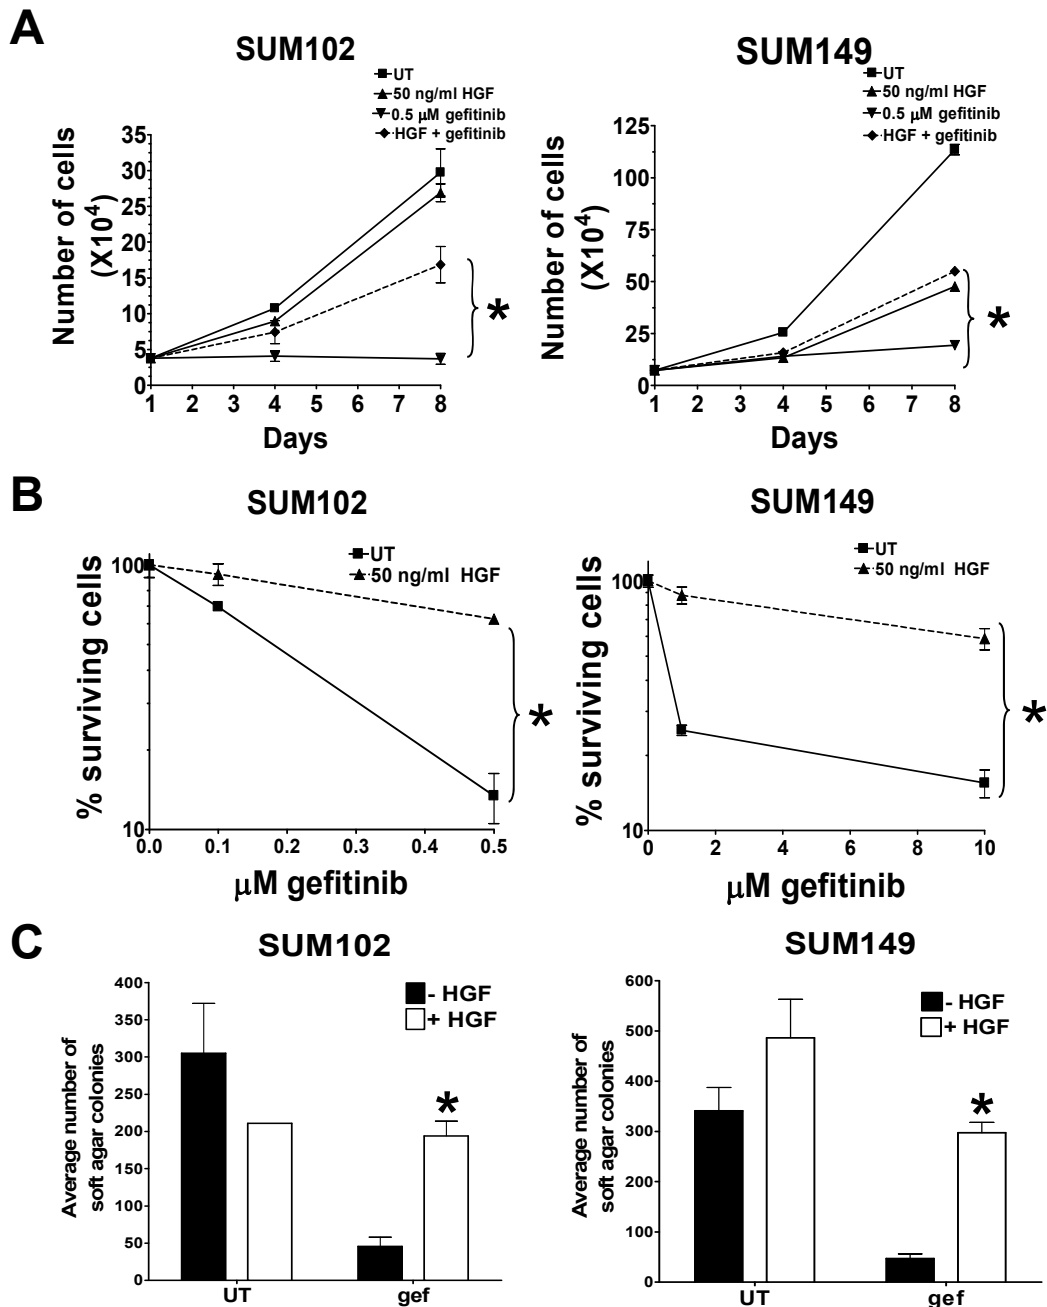 A
SUM102
UT
50 ng/ml HGF
0.5 μM gefitinib
HGF + gefitinib
Number of cells
(X10⁴)
35
30
25
20
15
10
5
0
1 2 3 4 5 6 7 8
Days
SUM149
UT
50 ng/ml HGF
0.5 μM gefitinib
HGF + gefitinib
Number of cells
(X10⁴)
125
100
75
50
25
0
1 2 3 4 5 6 7 8
Days
*
*
B
SUM102
UT
50 ng/ml HGF
% surviving cells
100
10
0.0 0.1 0.2 0.3 0.4 0.5
μM gefitinib
*
SUM149
UT
50 ng/ml HGF
% surviving cells
100
10
0 2 4 6 8 10
μM gefitinib
*
C
SUM102
- HGF
+ HGF
Average number of
soft agar colonies
400
350
300
250
200
150
100
50
0
*
UT gef
SUM149
- HGF
+ HGF
Average number of
soft agar colonies
600
500
400
300
200
100
0
*
UT gef